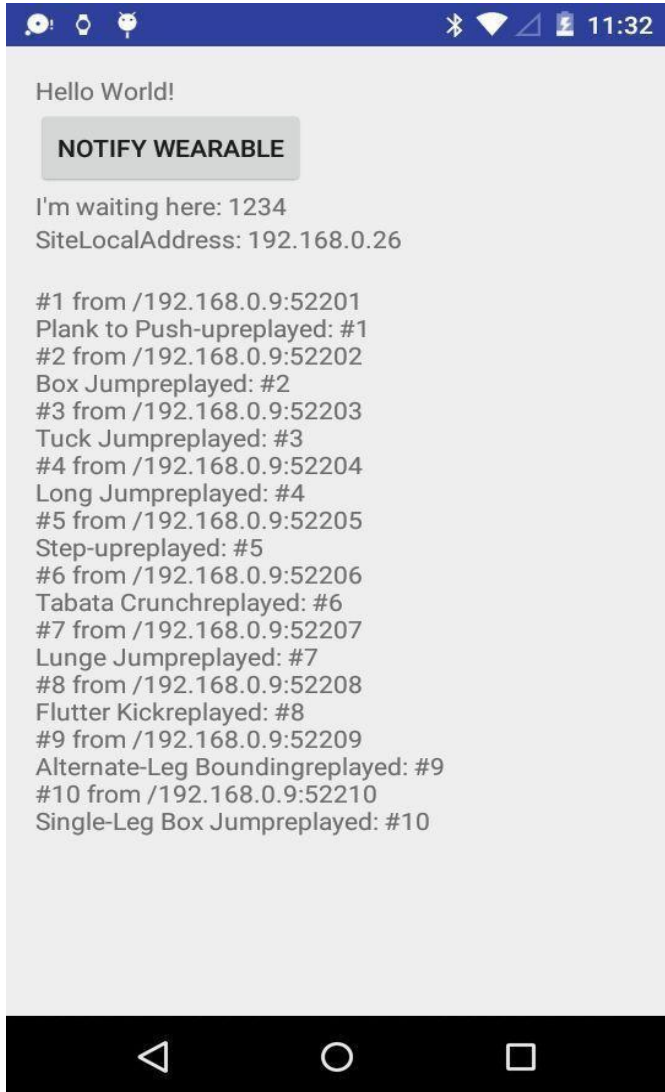 11:32
Hello World!
NOTIFY WEARABLE
I'm waiting here: 1234
SiteLocalAddress: 192.168.0.26
#1 from /192.168.0.9:52201
Plank to Push-upreplayed: #1
#2 from /192.168.0.9:52202
Box Jumpreplayed: #2
#3 from /192.168.0.9:52203
Tuck Jumpreplayed: #3
#4 from /192.168.0.9:52204
Long Jumpreplayed: #4
#5 from /192.168.0.9:52205
Step-upreplayed: #5
#6 from /192.168.0.9:52206
Tabata Crunchreplayed: #6
#7 from /192.168.0.9:52207
Lunge Jumpreplayed: #7
#8 from /192.168.0.9:52208
Flutter Kickreplayed: #8
#9 from /192.168.0.9:52209
Alternate-Leg Boundingreplayed: #9
#10 from /192.168.0.9:52210
Single-Leg Box Jumpreplayed: #10